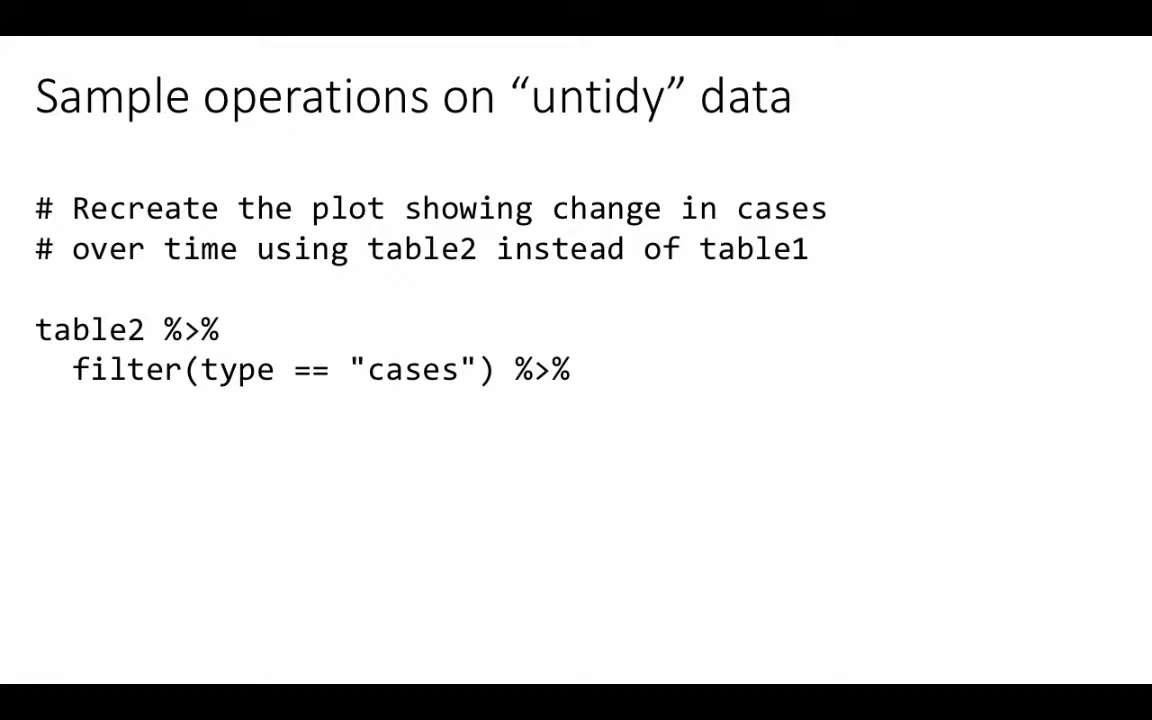 Sample operations on “untidy” data
# Recreate the plot showing change in cases
# over time using table2 instead of table1
table2 %>%
  filter(type == "cases") %>%